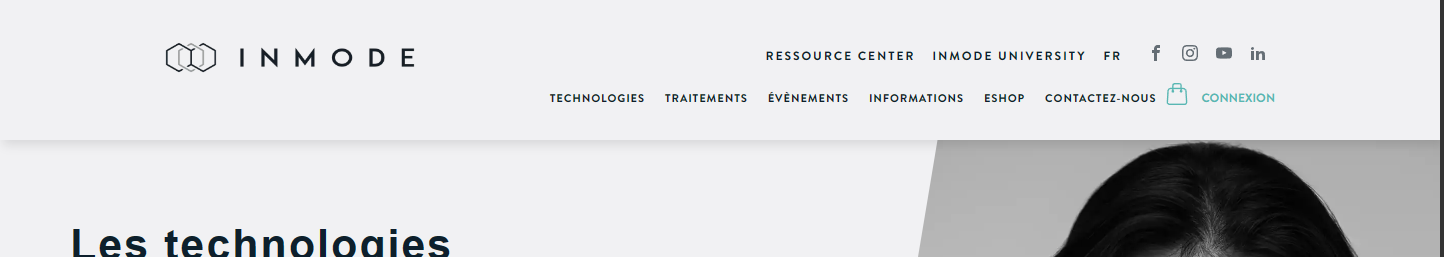 INMODE
RESSOURCE CENTER INMODE UNIVERSITY FR
TECHNOLOGIES TRAITEMENTS ÉVÈNEMENTS INFORMATIONS ESHOP CONTACTEZ-NOUS CONNEXION
Les technologies